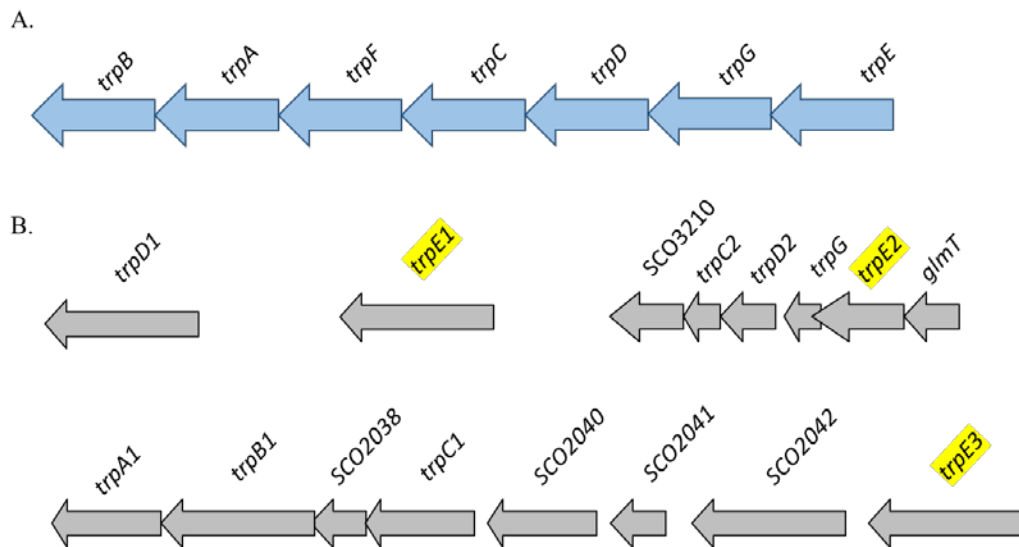 A.
trpB trpA trpF trpC trpD trpG trpE
B.
trpD1 trpE1 SCO3210 trpC2 trpD2 trpG trpE2 glmT
trpA1 trpB1 SCO2038 trpC1 SCO2040 SCO2041 SCO2042 trpE3